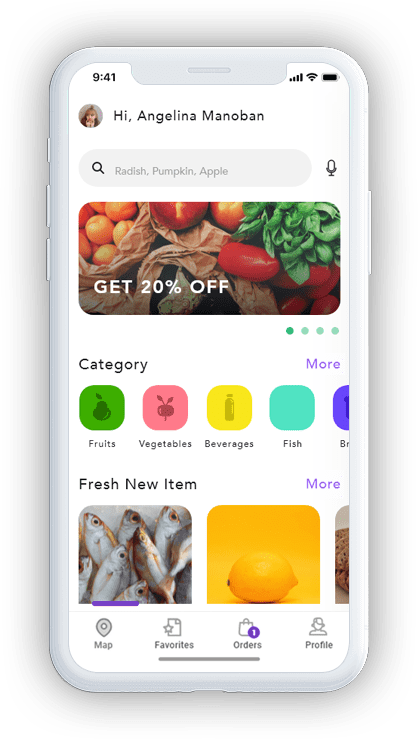 9:41
Hi, Angelina Manoban
Radish, Pumpkin, Apple
GET 20% OFF
Category More
Fruits Vegetables Beverages Fish Br
Fresh New Item More
1
Map Favorites Orders Profile